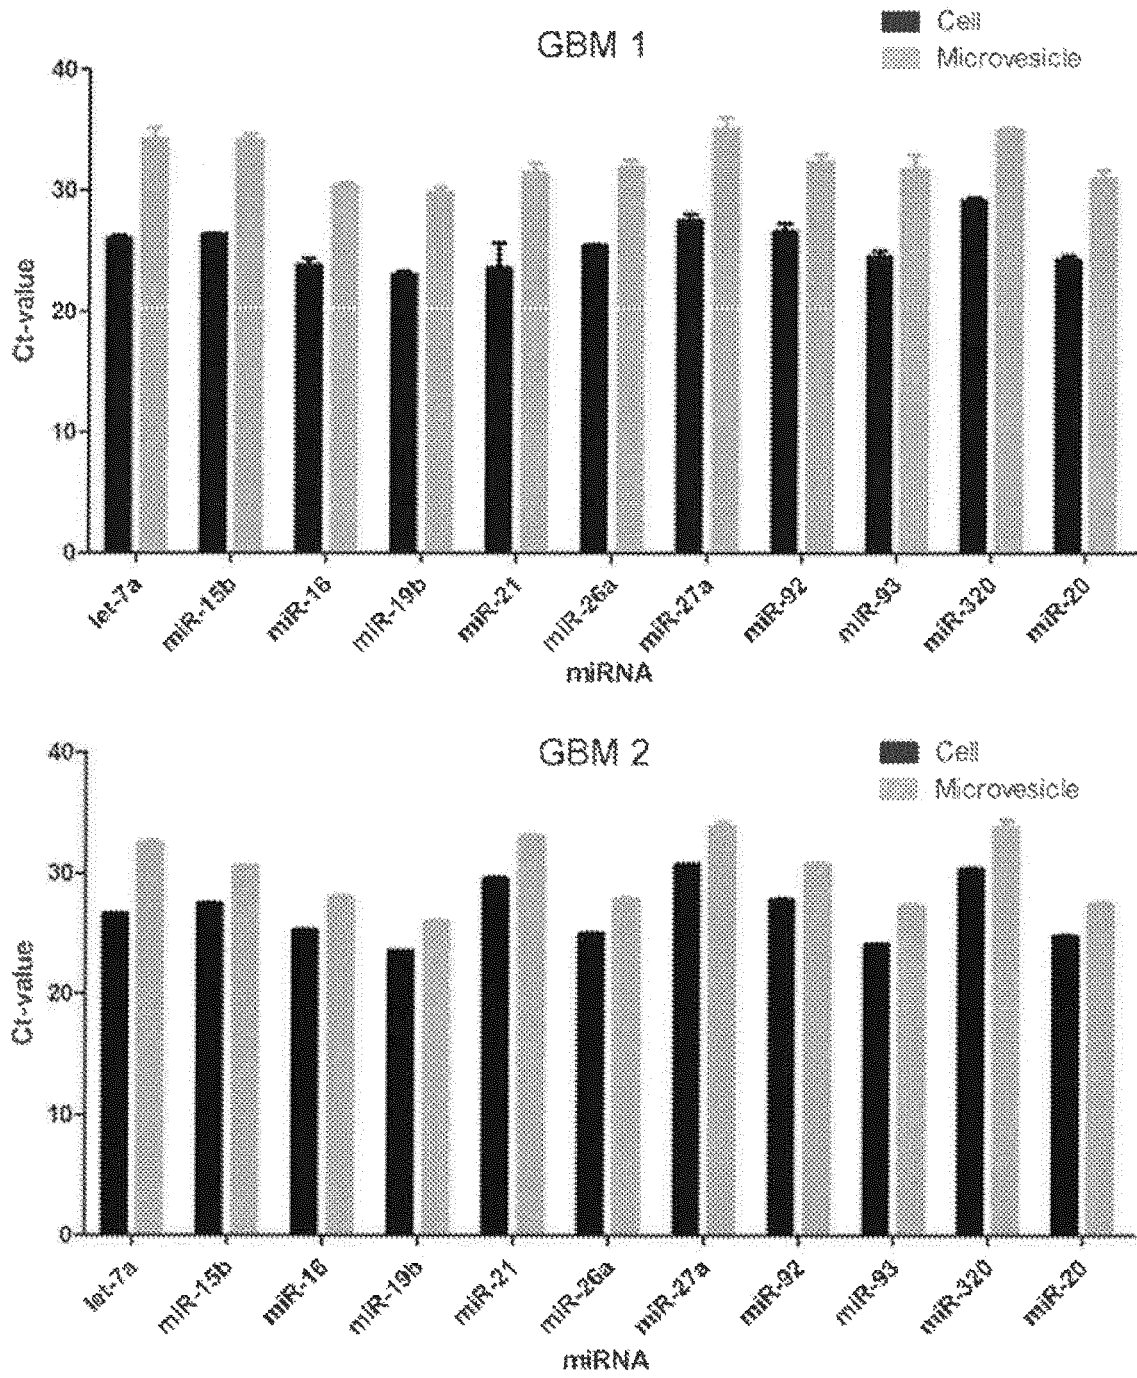 GBM 1
Cell
Microvesicle
40
30
20
10
0
Ct-value
let-7a
miR-15b
miR-16
miR-19b
miR-21
miR-26a
miR-27a
miR-92
miR-93
miR-320
miR-20
miRNA
GBM 2
Cell
Microvesicle
40
30
20
10
0
Ct-value
let-7a
miR-15b
miR-16
miR-19b
miR-21
miR-26a
miR-27a
miR-92
miR-93
miR-320
miR-20
miRNA